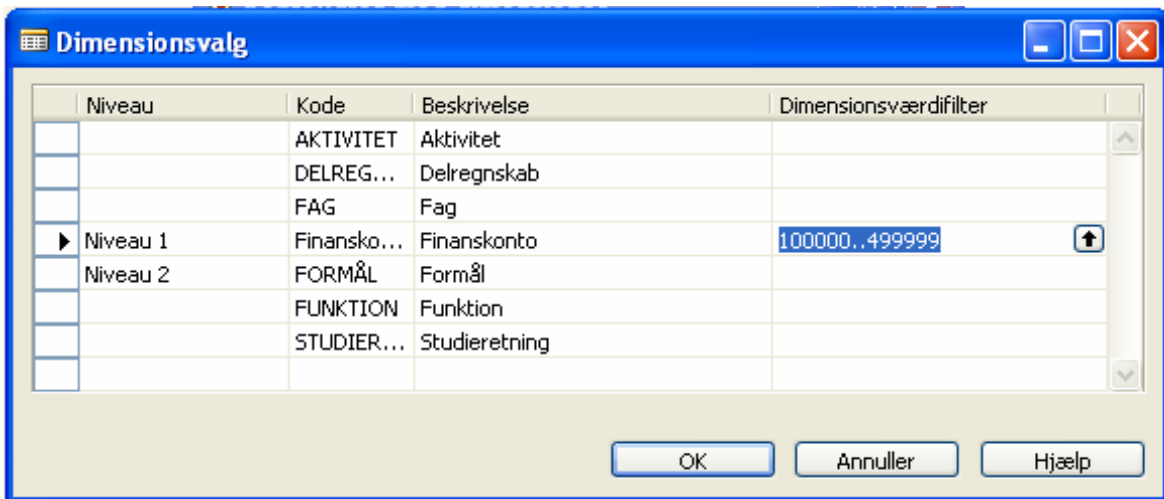 Dimensionsvalg
Niveau Kode Beskrivelse Dimensionsværdifilter
AKTIVITET Aktivitet
DELREG... Delregnskab
FAG Fag
Niveau 1 Finansko... Finanskonto 100000..499999
Niveau 2 FORMÅL Formål
FUNKTION Funktion
STUDIER... Studieretning
OK Annuller Hjælp